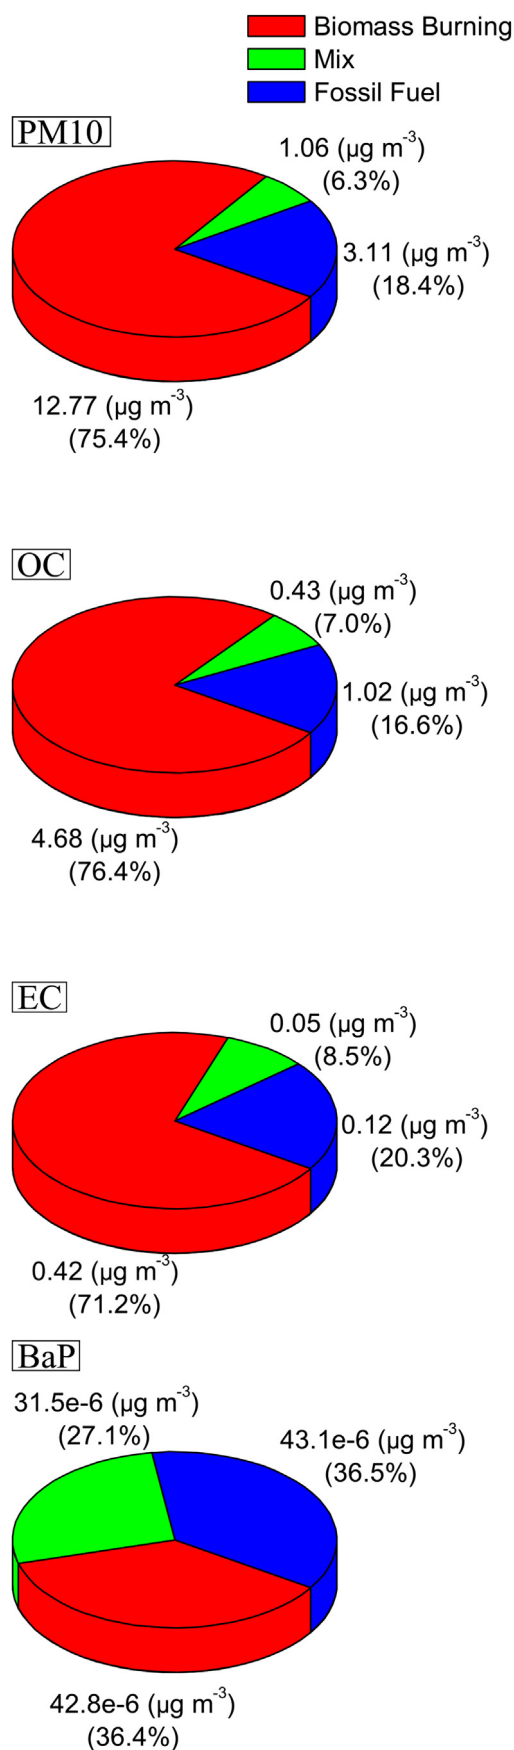 Biomass Burning
Mix
Fossil Fuel
PM10
1.06 (µg m⁻³)
(6.3%)
3.11 (µg m⁻³)
(18.4%)
12.77 (µg m⁻³)
(75.4%)
OC
0.43 (µg m⁻³)
(7.0%)
1.02 (µg m⁻³)
(16.6%)
4.68 (µg m⁻³)
(76.4%)
EC
0.05 (µg m⁻³)
(8.5%)
0.12 (µg m⁻³)
(20.3%)
0.42 (µg m⁻³)
(71.2%)
BaP
31.5e-6 (µg m⁻³)
(27.1%)
43.1e-6 (µg m⁻³)
(36.5%)
42.8e-6 (µg m⁻³)
(36.4%)